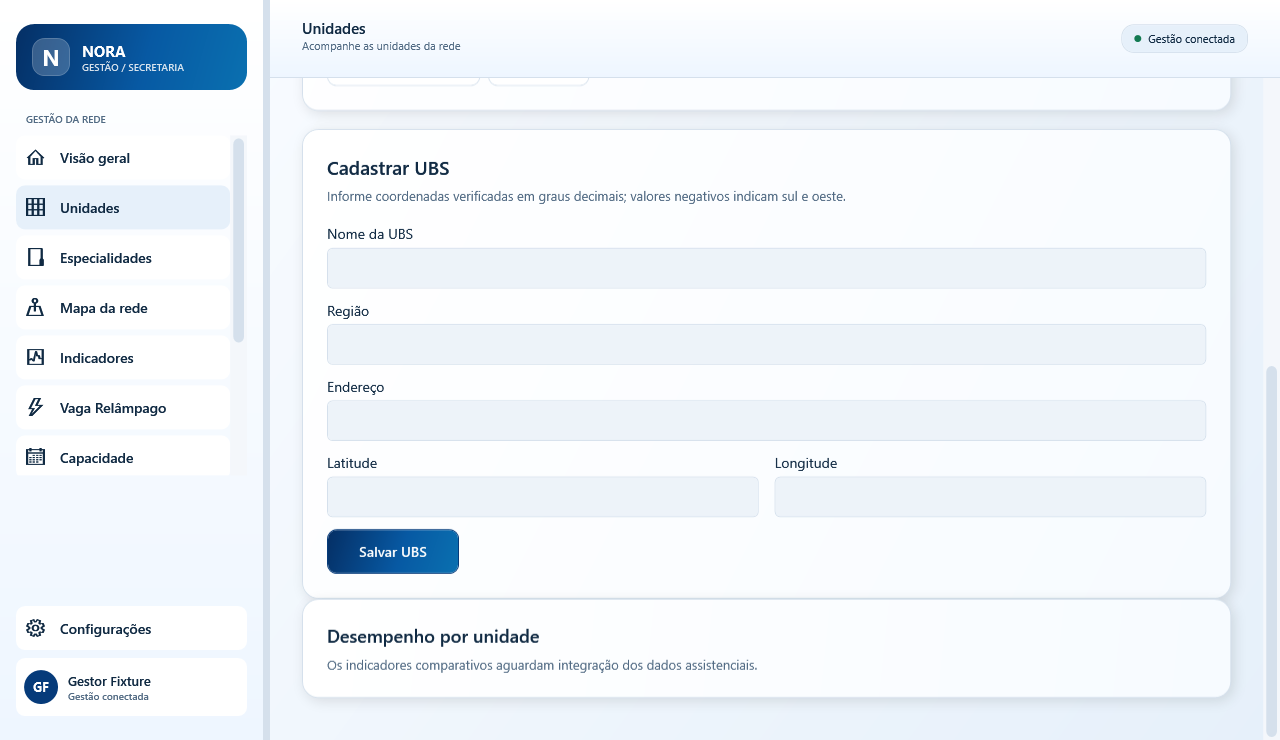 N
NORA
GESTÃO / SECRETARIA
GESTÃO DA REDE
Visão geral
Unidades
Especialidades
Mapa da rede
Indicadores
Vaga Relâmpago
Capacidade
Configurações
GF
Gestor Fixture
Gestão conectada
Unidades
Acompanhe as unidades da rede
Gestão conectada
Cadastrar UBS
Informe coordenadas verificadas em graus decimais; valores negativos indicam sul e oeste.
Nome da UBS
Região
Endereço
Latitude
Longitude
Salvar UBS
Desempenho por unidade
Os indicadores comparativos aguardam integração dos dados assistenciais.